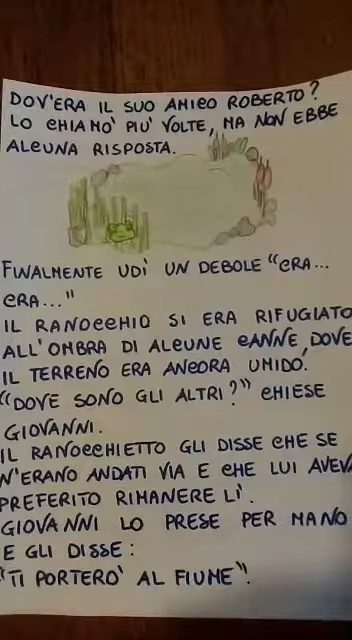 DOV'ERA IL SUO AMICO ROBERTO?
LO CHIAMÒ PIÙ VOLTE, MA NON EBBE
ALCUNA RISPOSTA.
FINALMENTE UDÌ UN DEBOLE "CRA...
CRA..."
IL RANOCCHIO SI ERA RIFUGIATO
ALL'OMBRA DI ALCUNE CANNE, DOVE
IL TERRENO ERA ANCORA UMIDO.
"DOVE SONO GLI ALTRI?" CHIESE
GIOVANNI.
IL RANOCCHIETTO GLI DISSE CHE SE
N'ERANO ANDATI VIA E CHE LUI AVEVA
PREFERITO RIMANERE LÌ.
GIOVANNI LO PRESE PER MANO
E GLI DISSE:
"TI PORTERÒ AL FIUME".